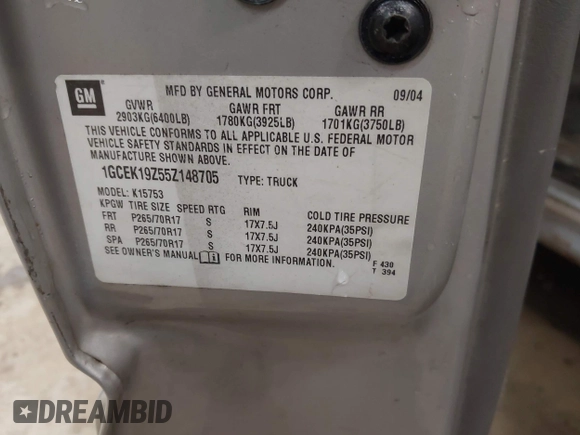 GM
MFD BY GENERAL MOTORS CORP. 09/04
GVWR GAWR FRT GAWR RR
2903KG(6400LB) 1780KG(3925LB) 1701KG(3750LB)
THIS VEHICLE CONFORMS TO ALL APPLICABLE U.S. FEDERAL MOTOR
VEHICLE SAFETY STANDARDS IN EFFECT ON THE DATE OF
MANUFACTURE SHOWN ABOVE.
1GCEK19Z55Z148705 TYPE: TRUCK
MODEL: K15753
KPGW TIRE SIZE SPEED RTG RIM COLD TIRE PRESSURE
FRT P265/70R17 S 17X7.5J 240KPA(35PSI)
RR P265/70R17 S 17X7.5J 240KPA(35PSI)
SPA P265/70R17 S 17X7.5J 240KPA(35PSI)
SEE OWNER'S MANUAL i FOR MORE INFORMATION.
F 430
T 394
DREAMBID